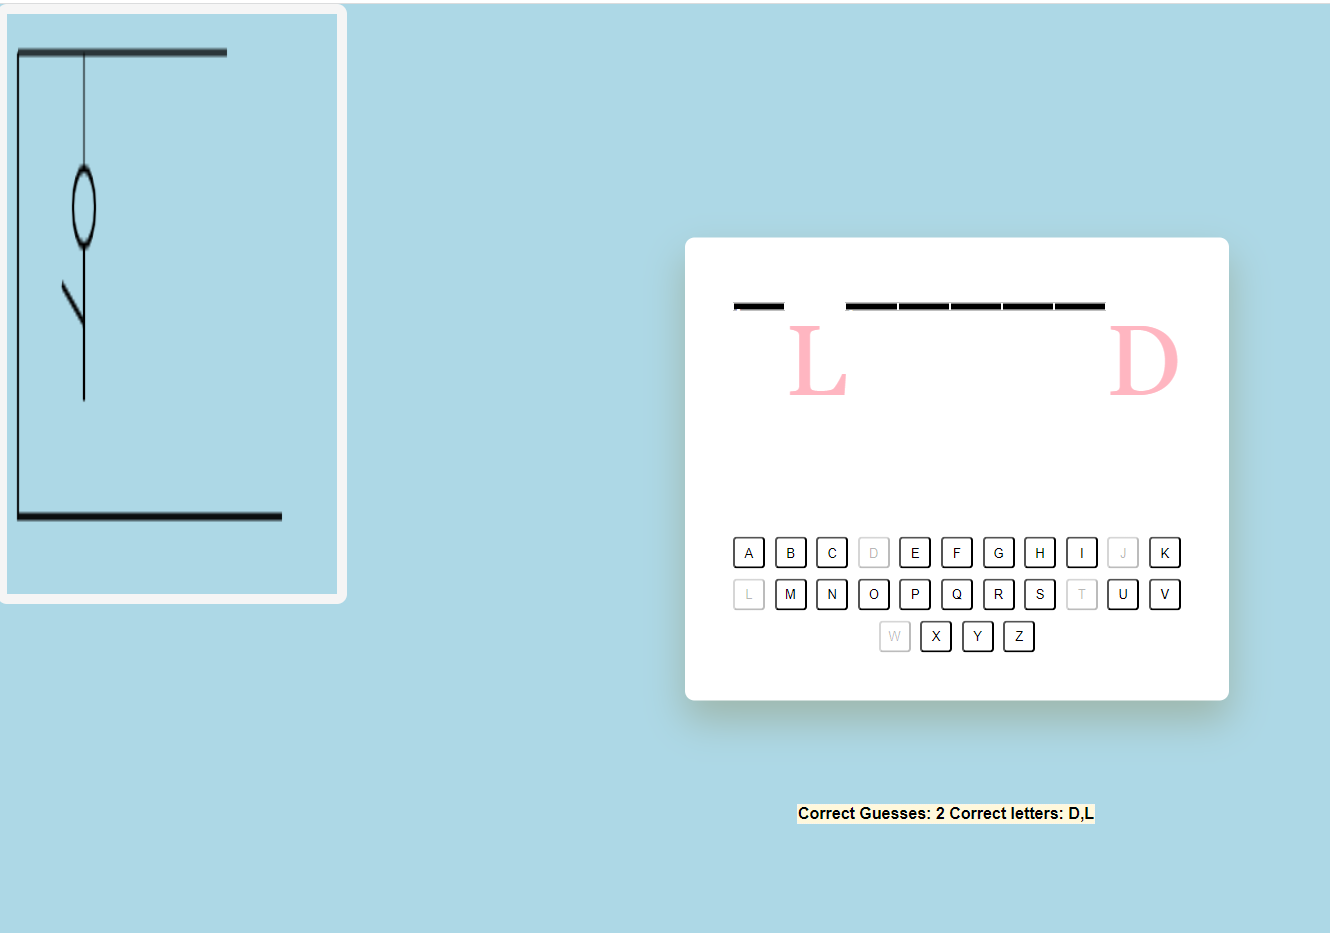 L D
A B C D E F G H I J K
L M N O P Q R S T U V
W X Y Z
Correct Guesses: 2 Correct letters: D,L